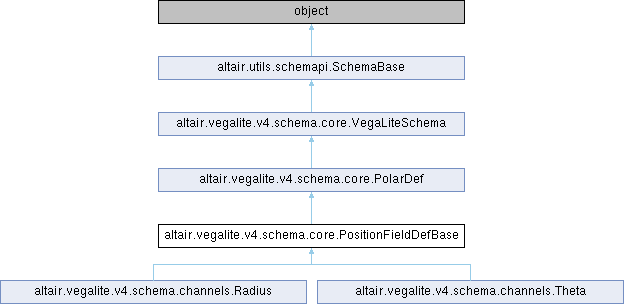 object
altair.utils.schemapi.SchemaBase
altair.vegalite.v4.schema.core.VegaLiteSchema
altair.vegalite.v4.schema.core.PolarDef
altair.vegalite.v4.schema.core.PositionFieldDefBase
altair.vegalite.v4.schema.channels.Radius
altair.vegalite.v4.schema.channels.Theta